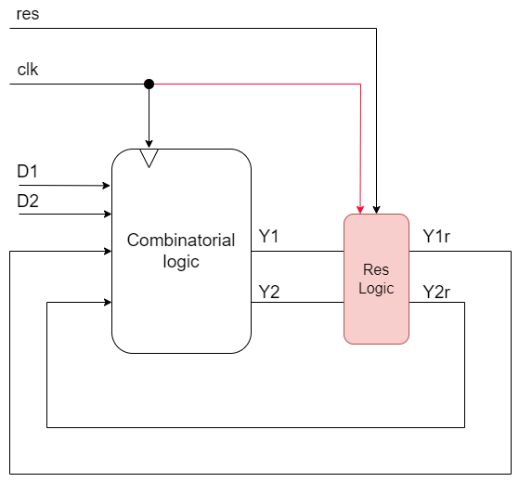 res
clk
D1
D2
Combinatorial
logic
Y1
Y2
Res
Logic
Y1r
Y2r